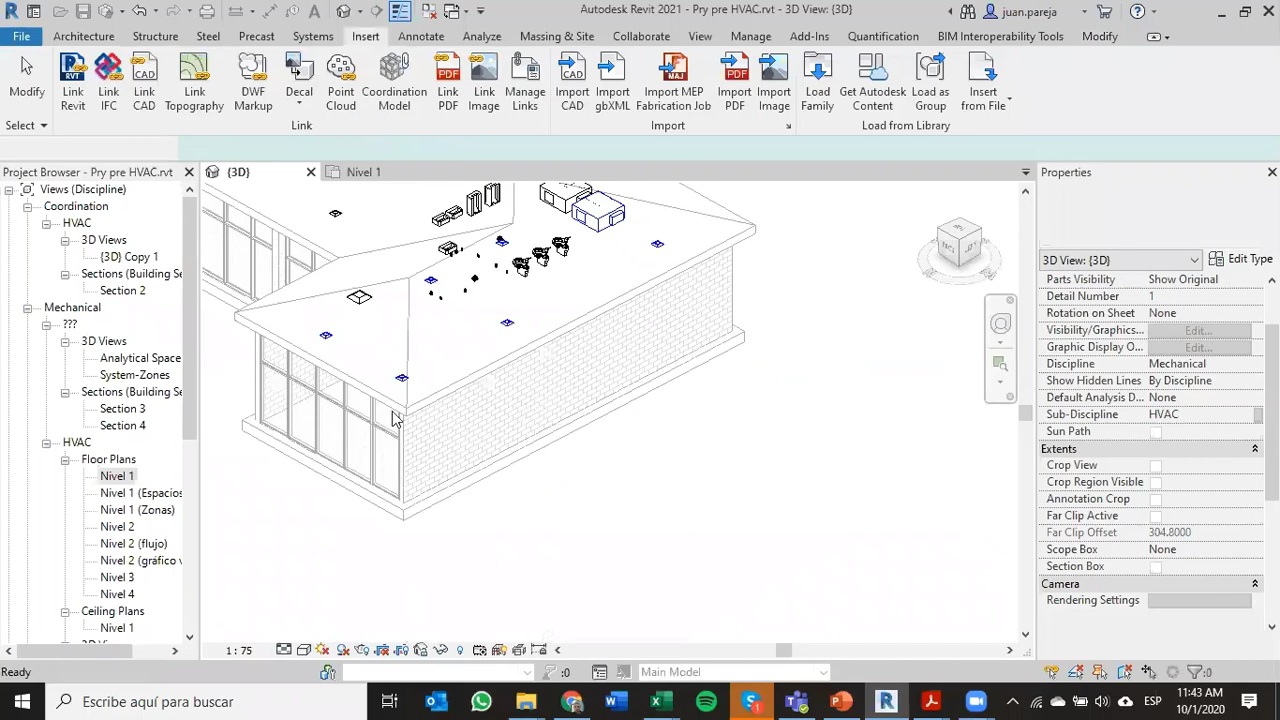 Autodesk Revit 2021 - Pry pre HVAC.rvt - 3D View: {3D}
juan.pareja
File Architecture Structure Steel Precast Systems Insert Annotate Analyze Massing & Site Collaborate View Manage Add-Ins Quantification BIM Interoperability Tools Modify
Modify
Link Revit
Link IFC
Link CAD
Link Topography
DWF Markup
Decal
Point Cloud
Coordination Model
Link PDF
Link Image
Manage Links
Import CAD
Import gbXML
Import MEP Fabrication Job
Import PDF
Import Image
Load Family
Get Autodesk Content
Load as Group
Insert from File
Select
Link
Import
Load from Library
Project Browser - Pry pre HVAC.rvt
{3D}
Nivel 1
Properties
Views (Discipline)
Coordination
HVAC
3D Views
{3D} Copy 1
Sections (Building Se
Section 2
Mechanical
???
3D Views
Analytical Space
System-Zones
Sections (Building Se
Section 3
Section 4
HVAC
Floor Plans
Nivel 1
Nivel 1 (Espacios
Nivel 1 (Zonas)
Nivel 2
Nivel 2 (flujo)
Nivel 2 (gráfico v
Nivel 3
Nivel 4
Ceiling Plans
Nivel 1
3D View: {3D}
Edit Type
Parts Visibility Show Original
Detail Number 1
Rotation on Sheet None
Visibility/Graphics... Edit...
Graphic Display O... Edit...
Discipline Mechanical
Show Hidden Lines By Discipline
Default Analysis D... None
Sub-Discipline HVAC
Sun Path
Extents
Crop View
Crop Region Visible
Annotation Crop
Far Clip Active
Far Clip Offset 304.8000
Scope Box None
Section Box
Camera
Rendering Settings
1 : 75
Ready
:0
Main Model
:0
Escribe aquí para buscar
ESP
11:43 AM
10/1/2020